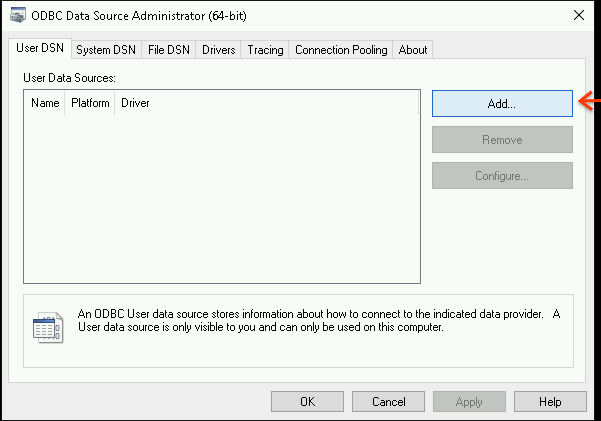 ODBC Data Source Administrator (64-bit)
User DSN System DSN File DSN Drivers Tracing Connection Pooling About
User Data Sources:
Name Platform Driver
Add...
Remove
Configure...
An ODBC User data source stores information about how to connect to the indicated data provider. A
User data source is only visible to you and can only be used on this computer.
OK Cancel Apply Help